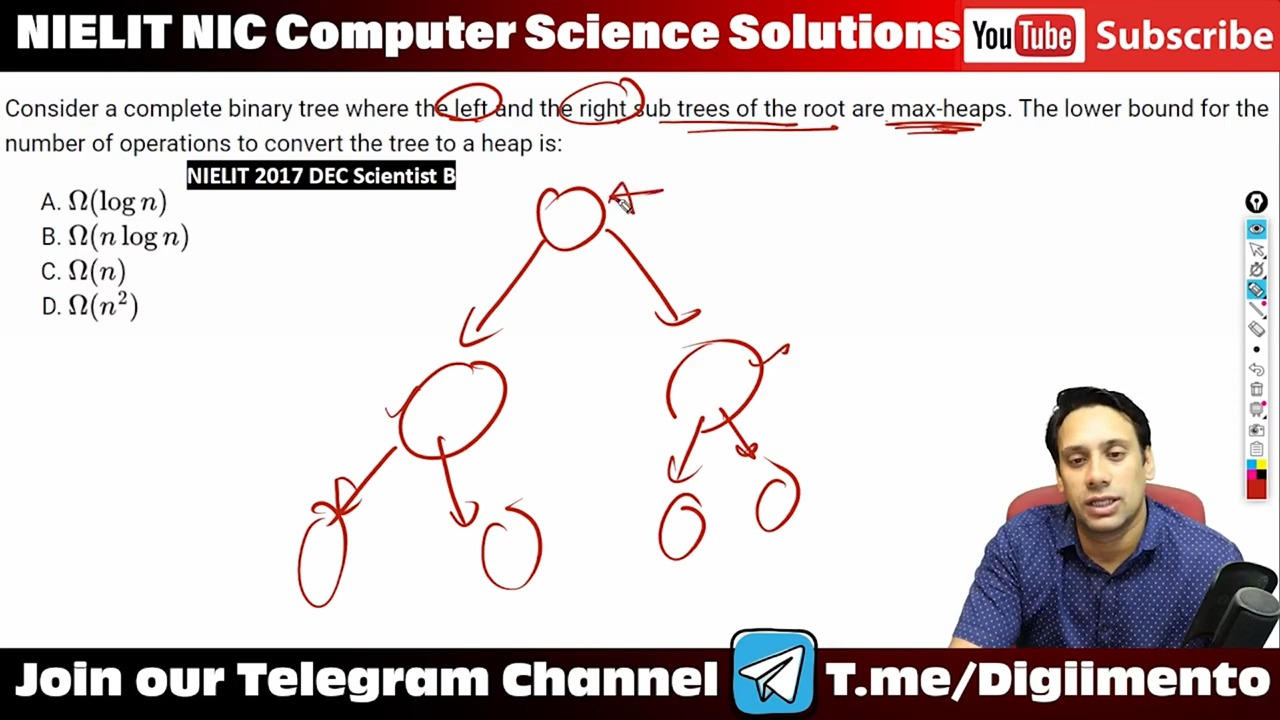 NIELIT NIC Computer Science Solutions
YouTube Subscribe
Consider a complete binary tree where the left and the right sub trees of the root are max-heaps. The lower bound for the
number of operations to convert the tree to a heap is:
NIELIT 2017 DEC Scientist B
A. Ω(log n)
B. Ω(n log n)
C. Ω(n)
D. Ω(n²)
Join our Telegram Channel
T.me/Digiimento